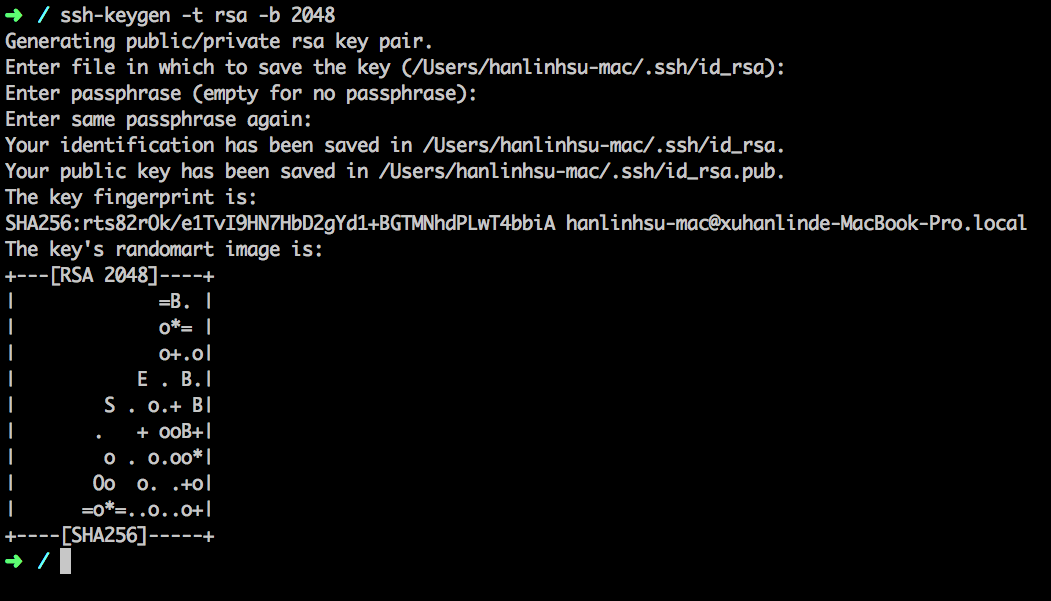 ➜ / ssh-keygen -t rsa -b 2048
Generating public/private rsa key pair.
Enter file in which to save the key (/Users/hanlinhsu-mac/.ssh/id_rsa):
Enter passphrase (empty for no passphrase):
Enter same passphrase again:
Your identification has been saved in /Users/hanlinhsu-mac/.ssh/id_rsa.
Your public key has been saved in /Users/hanlinhsu-mac/.ssh/id_rsa.pub.
The key fingerprint is:
SHA256:rts82rOk/e1TvI9HN7HbD2gYd1+BGTMNhdPLwT4bbiA hanlinhsu-mac@xuhanlinde-MacBook-Pro.local
The key's randomart image is:
+---[RSA 2048]----+
|             =B. |
|             o*= |
|             o+.o|
|           E . B.|
|        S . o.+ B|
|       .   + ooB+|
|        o . o.oo*|
|       Oo  o. .+o|
|      =o*=..o..o+|
+----[SHA256]-----+
➜ /